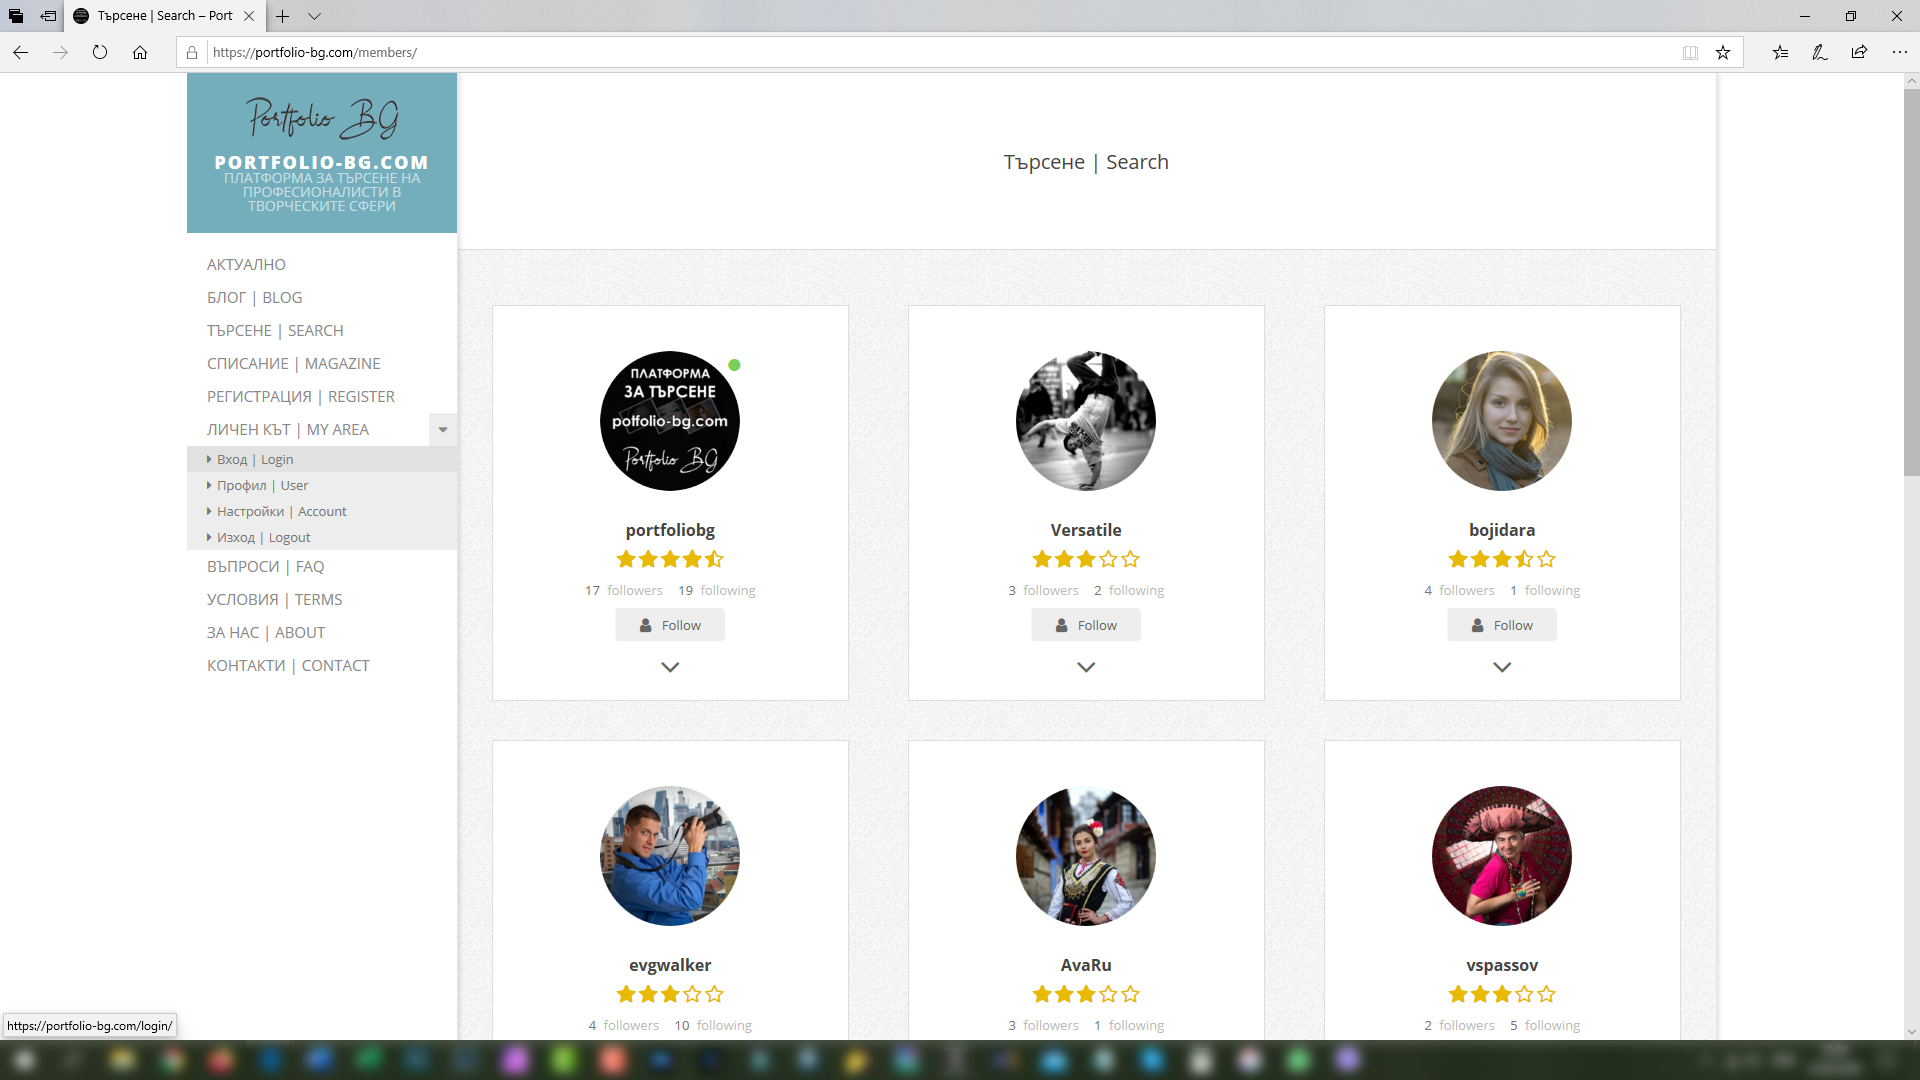 Търсене | Search – Port
https://portfolio-bg.com/members/
Portfolio BG
PORTFOLIO-BG.COM
ПЛАТФОРМА ЗА ТЪРСЕНЕ НА
ПРОФЕСИОНАЛИСТИ В
ТВОРЧЕСКИТЕ СФЕРИ
АКТУАЛНО
БЛОГ | BLOG
ТЪРСЕНЕ | SEARCH
СПИСАНИЕ | MAGAZINE
РЕГИСТРАЦИЯ | REGISTER
ЛИЧЕН КЪТ | MY AREA
Вход | Login
Профил | User
Настройки | Account
Изход | Logout
ВЪПРОСИ | FAQ
УСЛОВИЯ | TERMS
ЗА НАС | ABOUT
КОНТАКТИ | CONTACT
Търсене | Search
ПЛАТФОРМА
ЗА ТЪРСЕНЕ
potfolio-bg.com
Portfolio BG
portfoliobg
17 followers 19 following
Follow
Versatile
3 followers 2 following
Follow
bojidara
4 followers 1 following
Follow
evgwalker
4 followers 10 following
AvaRu
3 followers 1 following
vspassov
2 followers 5 following
https://portfolio-bg.com/login/